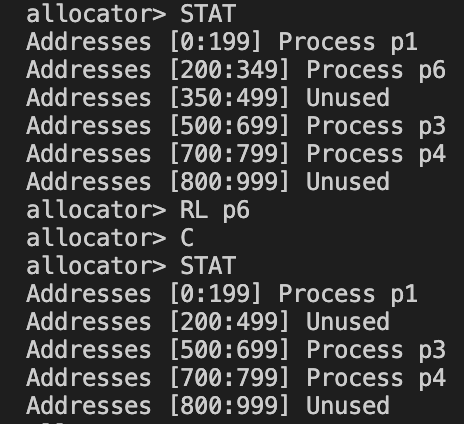 allocator> STAT
Addresses [0:199] Process p1
Addresses [200:349] Process p6
Addresses [350:499] Unused
Addresses [500:699] Process p3
Addresses [700:799] Process p4
Addresses [800:999] Unused
allocator> RL p6
allocator> C
allocator> STAT
Addresses [0:199] Process p1
Addresses [200:499] Unused
Addresses [500:699] Process p3
Addresses [700:799] Process p4
Addresses [800:999] Unused